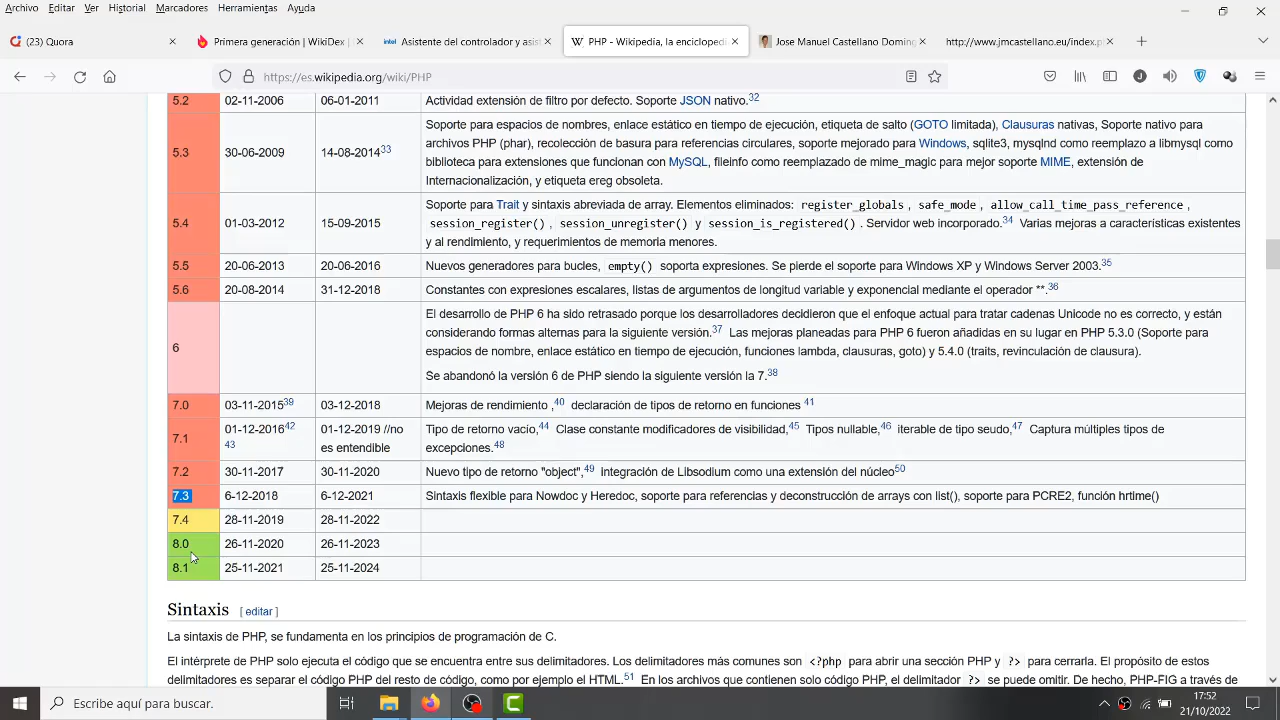 Archivo Editar Ver Historial Marcadores Herramientas Ayuda
(23) Quora
Primera generación | WikiDex
Asistente del controlador y asist
PHP - Wikipedia, la encicloped
Jose Manuel Castellano Doming
http://www.jmcastellano.eu/index.p
https://es.wikipedia.org/wiki/PHP
5.2 02-11-2006 06-01-2011 Actividad extensión de filtro por defecto. Soporte JSON nativo.32
5.3 30-06-2009 14-08-201433
Soporte para espacios de nombres, enlace estático en tiempo de ejecución, etiqueta de salto (GOTO limitada), Clausuras nativas, Soporte nativo para
archivos PHP (phar), recolección de basura para referencias circulares, soporte mejorado para Windows, sqlite3, mysqlnd como reemplazo a libmysql como
biblioteca para extensiones que funcionan con MySQL, fileinfo como reemplazado de mime_magic para mejor soporte MIME, extensión de
Internacionalización, y etiqueta ereg obsoleta.
5.4 01-03-2012 15-09-2015
Soporte para Trait y sintaxis abreviada de array. Elementos eliminados: register_globals, safe_mode, allow_call_time_pass_reference,
session_register(), session_unregister() y session_is_registered(). Servidor web incorporado.34 Varias mejoras a características existentes
y al rendimiento, y requerimientos de memoria menores.
5.5 20-06-2013 20-06-2016 Nuevos generadores para bucles, empty() soporta expresiones. Se pierde el soporte para Windows XP y Windows Server 2003.35
5.6 20-08-2014 31-12-2018 Constantes con expresiones escalares, listas de argumentos de longitud variable y exponencial mediante el operador **.36
6
El desarrollo de PHP 6 ha sido retrasado porque los desarrolladores decidieron que el enfoque actual para tratar cadenas Unicode no es correcto, y están
considerando formas alternas para la siguiente versión.37 Las mejoras planeadas para PHP 6 fueron añadidas en su lugar en PHP 5.3.0 (Soporte para
espacios de nombre, enlace estático en tiempo de ejecución, funciones lambda, clausuras, goto) y 5.4.0 (traits, revinculación de clausura).
Se abandonó la versión 6 de PHP siendo la siguiente versión la 7.38
7.0 03-11-201539 03-12-2018 Mejoras de rendimiento ,40 declaración de tipos de retorno en funciones 41
7.1
01-12-201642
43
01-12-2019 //no
es entendible
Tipo de retorno vacío,44 Clase constante modificadores de visibilidad,45 Tipos nullable,46 iterable de tipo seudo,47 Captura múltiples tipos de
excepciones.48
7.2 30-11-2017 30-11-2020 Nuevo tipo de retorno "object",49 integración de Libsodium como una extensión del núcleo50
7.3 6-12-2018 6-12-2021 Sintaxis flexible para Nowdoc y Heredoc, soporte para referencias y deconstrucción de arrays con list(), soporte para PCRE2, función hrtime()
7.4 28-11-2019 28-11-2022
8.0 26-11-2020 26-11-2023
8.1 25-11-2021 25-11-2024
Sintaxis [ editar ]
La sintaxis de PHP, se fundamenta en los principios de programación de C.
El intérprete de PHP solo ejecuta el código que se encuentra entre sus delimitadores. Los delimitadores más comunes son <?php para abrir una sección PHP y ?> para cerrarla. El propósito de estos
delimitadores es separar el código PHP del resto de código, como por ejemplo el HTML.51 En los archivos que contienen solo código PHP, el delimitador ?> se puede omitir. De hecho, PHP-FIG a través de
Escribe aquí para buscar.
17:52
21/10/2022